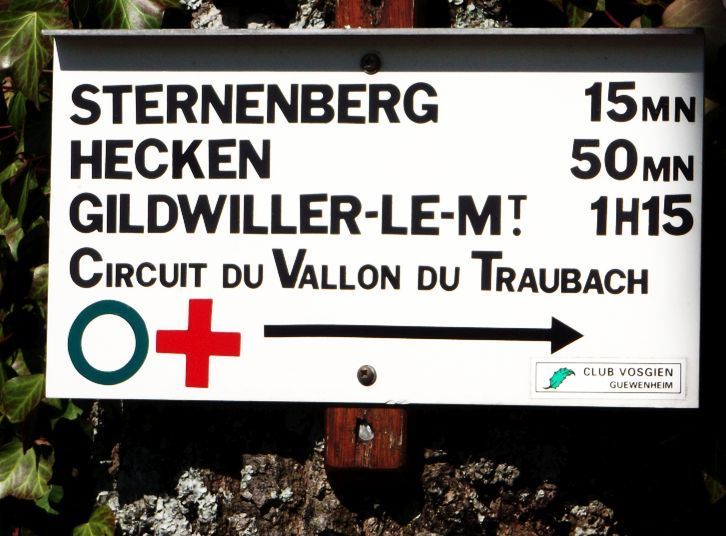 STERNENBERG 15MN
HECKEN 50MN
GILDWILLER-LE-MT. 1H15
CIRCUIT DU VALLON DU TRAUBACH
CLUB VOSGIEN
GUEWENHEIM